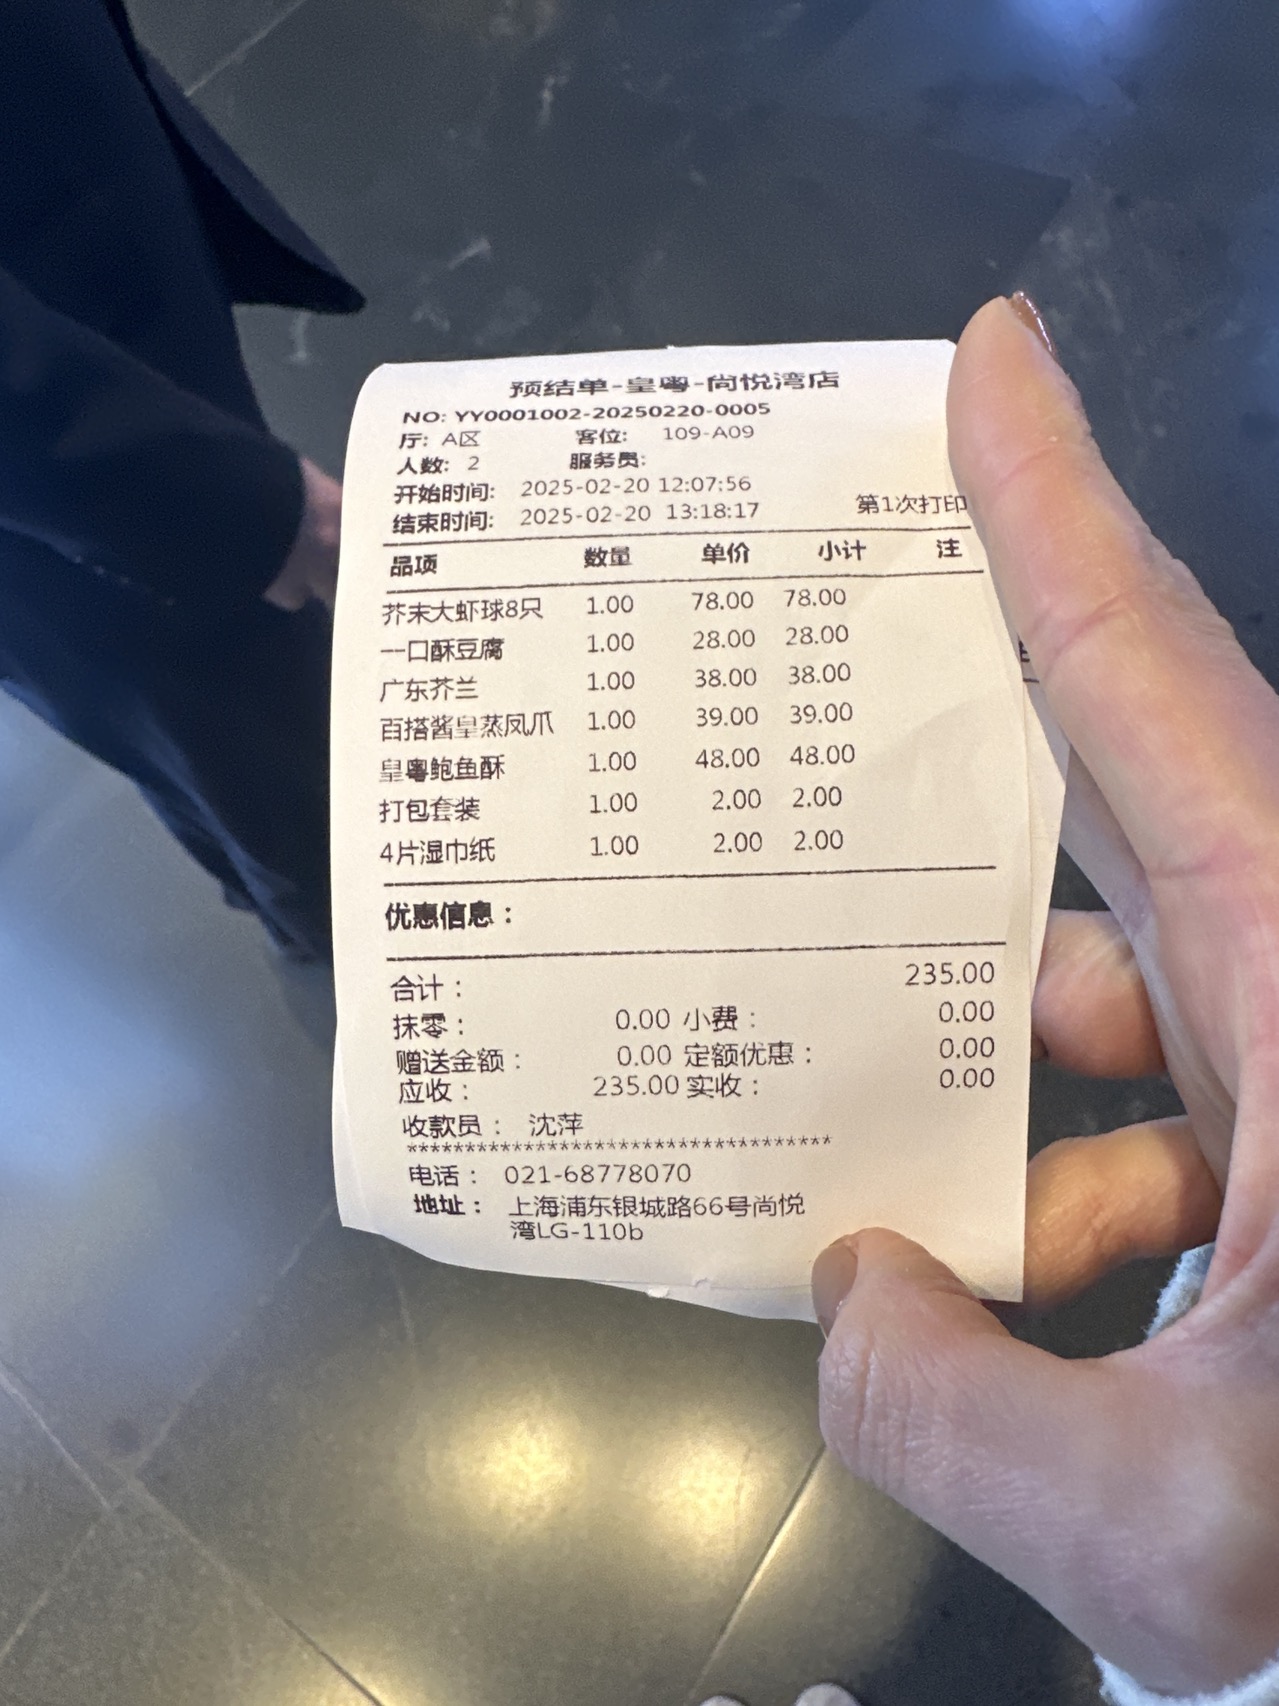 预结单-皇粤-尚悦湾店
NO: YY0001002-20250220-0005
厅: A区 客位: 109-A09
人数: 2 服务员:
开始时间: 2025-02-20 12:07:56
结束时间: 2025-02-20 13:18:17 第1次打印
品项 数量 单价 小计 注
芥末大虾球8只 1.00 78.00 78.00
一口酥豆腐 1.00 28.00 28.00
广东芥兰 1.00 38.00 38.00
百搭酱皇蒸凤爪 1.00 39.00 39.00
皇粤鲍鱼酥 1.00 48.00 48.00
打包套装 1.00 2.00 2.00
4片湿巾纸 1.00 2.00 2.00
优惠信息：
合计： 235.00
抹零： 0.00 小费： 0.00
赠送金额： 0.00 定额优惠： 0.00
应收： 235.00 实收： 0.00
收款员： 沈萍
************************************
电话： 021-68778070
地址： 上海浦东银城路66号尚悦
湾LG-110b